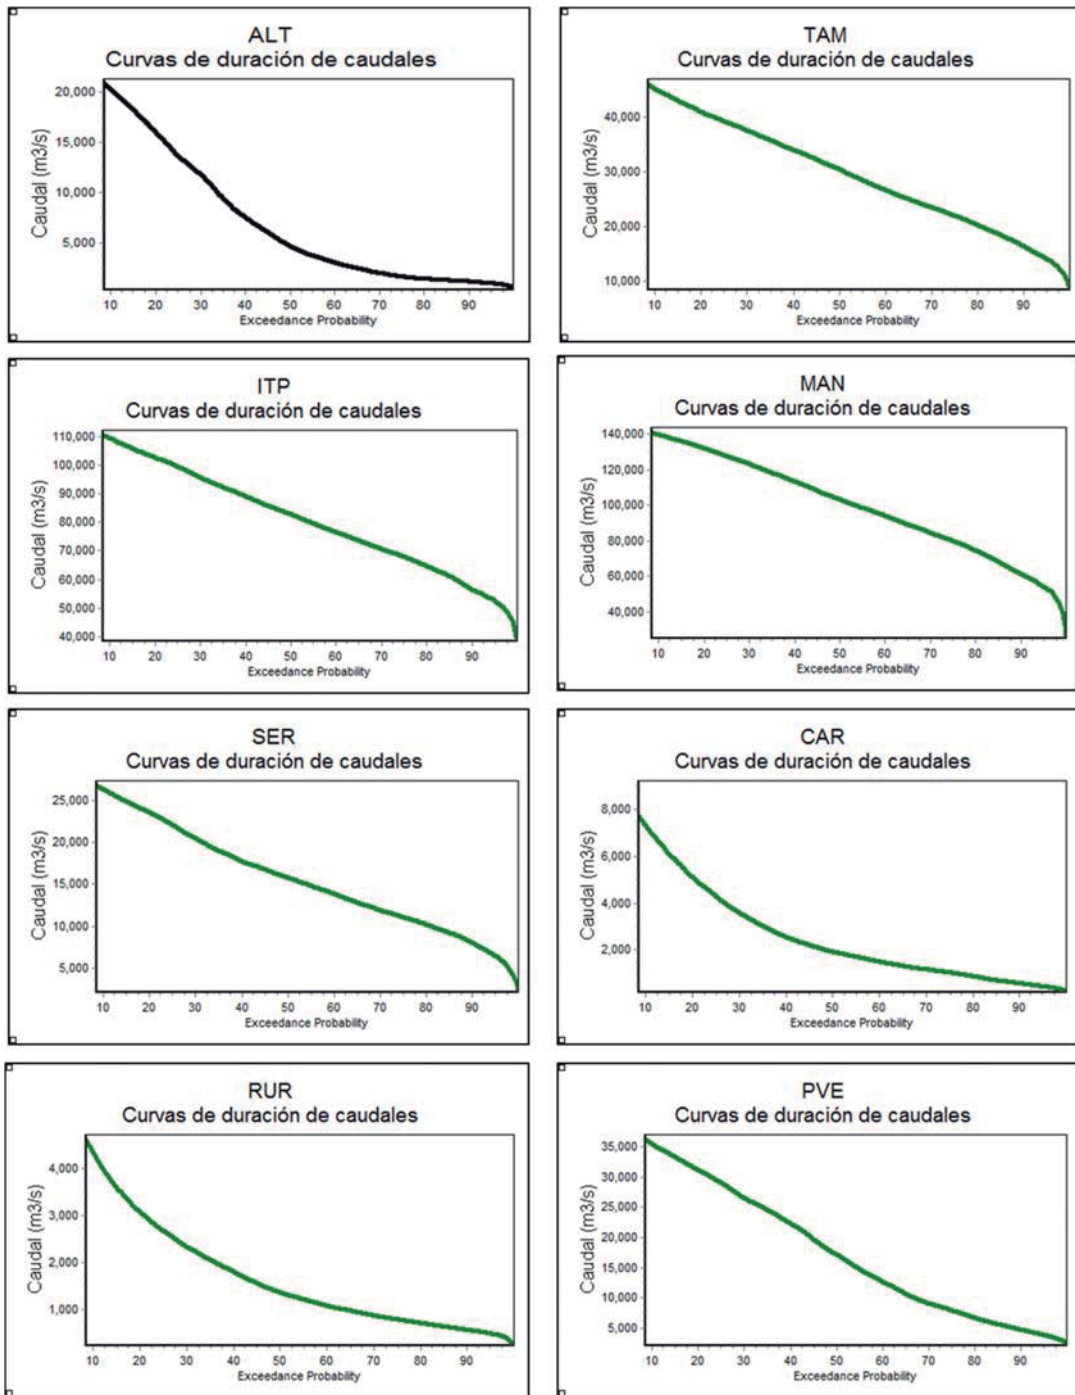 ALT
Curvas de duración de caudales
Caudal (m3/s)
20,000
15,000
10,000
5,000
10 20 30 40 50 60 70 80 90
Exceedance Probability
TAM
Curvas de duración de caudales
Caudal (m3/s)
40,000
30,000
20,000
10,000
10 20 30 40 50 60 70 80 90
Exceedance Probability
ITP
Curvas de duración de caudales
Caudal (m3/s)
110,000
100,000
90,000
80,000
70,000
60,000
50,000
40,000
10 20 30 40 50 60 70 80 90
Exceedance Probability
MAN
Curvas de duración de caudales
Caudal (m3/s)
140,000
120,000
100,000
80,000
60,000
40,000
10 20 30 40 50 60 70 80 90
Exceedance Probability
SER
Curvas de duración de caudales
Caudal (m3/s)
25,000
20,000
15,000
10,000
5,000
10 20 30 40 50 60 70 80 90
Exceedance Probability
CAR
Curvas de duración de caudales
Caudal (m3/s)
8,000
6,000
4,000
2,000
10 20 30 40 50 60 70 80 90
Exceedance Probability
RUR
Curvas de duración de caudales
Caudal (m3/s)
4,000
3,000
2,000
1,000
10 20 30 40 50 60 70 80 90
Exceedance Probability
PVE
Curvas de duración de caudales
Caudal (m3/s)
35,000
30,000
25,000
20,000
15,000
10,000
5,000
10 20 30 40 50 60 70 80 90
Exceedance Probability